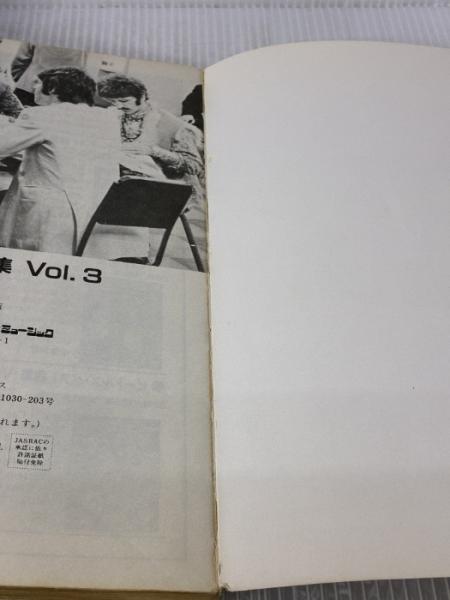 集 Vol. 3
ミュージック
-1
ス
1030-203号
れます。)
JASRACの
承認に依り
許諾証紙
貼付免除